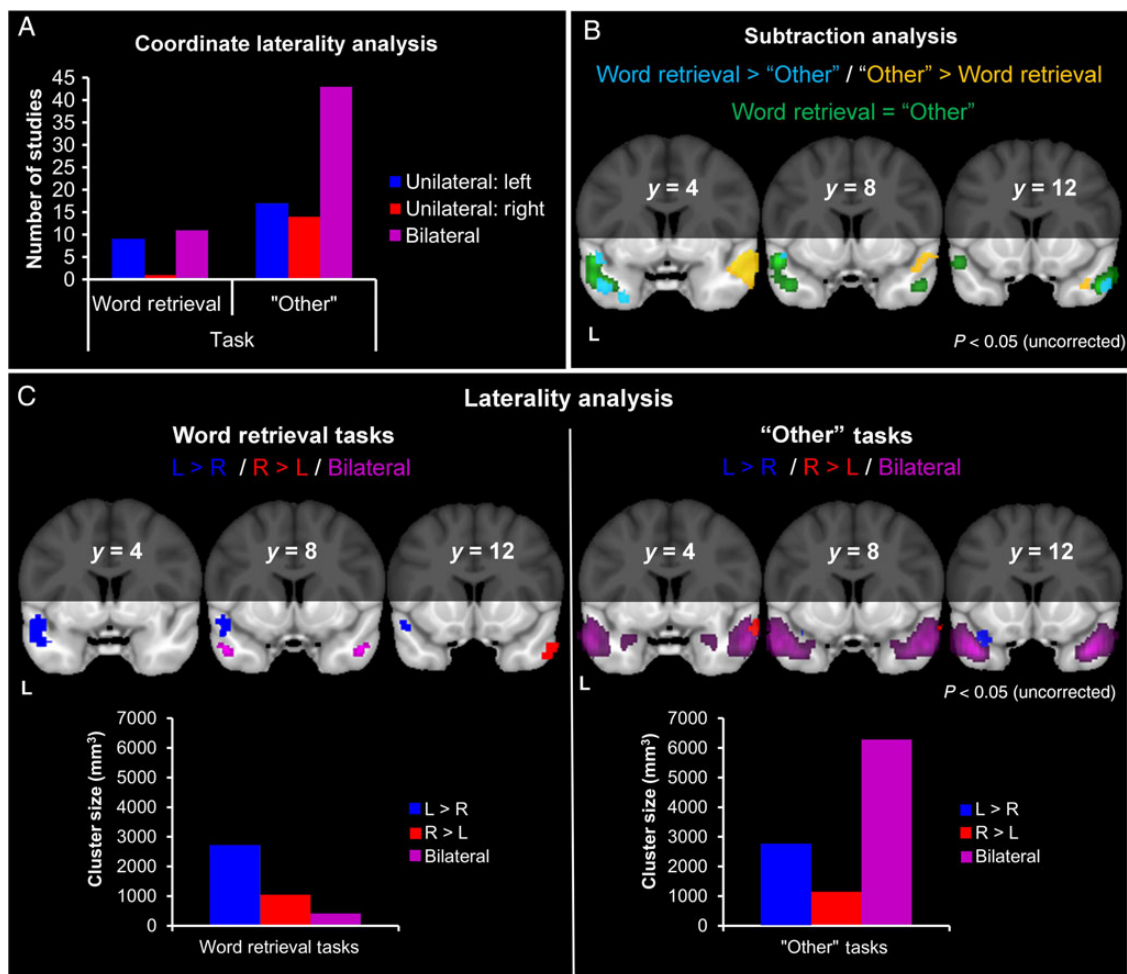 A
Coordinate laterality analysis
45
40
35
30
25
20
15
10
5
0
Number of studies
Word retrieval
"Other"
Task
Unilateral: left
Unilateral: right
Bilateral
B
Subtraction analysis
Word retrieval > “Other” / “Other” > Word retrieval
Word retrieval = “Other”
y = 4
y = 8
y = 12
L
P < 0.05 (uncorrected)
C
Laterality analysis
Word retrieval tasks
L > R / R > L / Bilateral
y = 4
y = 8
y = 12
L
7000
6000
5000
4000
3000
2000
1000
0
Cluster size (mm³)
Word retrieval tasks
L > R
R > L
Bilateral
“Other” tasks
L > R / R > L / Bilateral
y = 4
y = 8
y = 12
L
P < 0.05 (uncorrected)
7000
6000
5000
4000
3000
2000
1000
0
Cluster size (mm³)
"Other" tasks
L > R
R > L
Bilateral